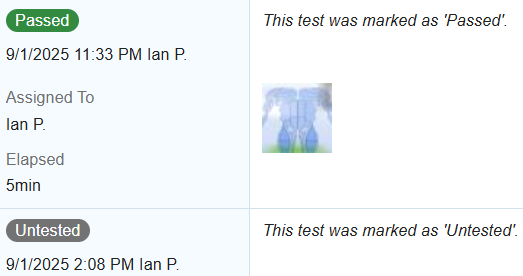 Passed
This test was marked as 'Passed'.
9/1/2025 11:33 PM Ian P.
Assigned To
Ian P.
Elapsed
5min
Untested
This test was marked as 'Untested'.
9/1/2025 2:08 PM Ian P.